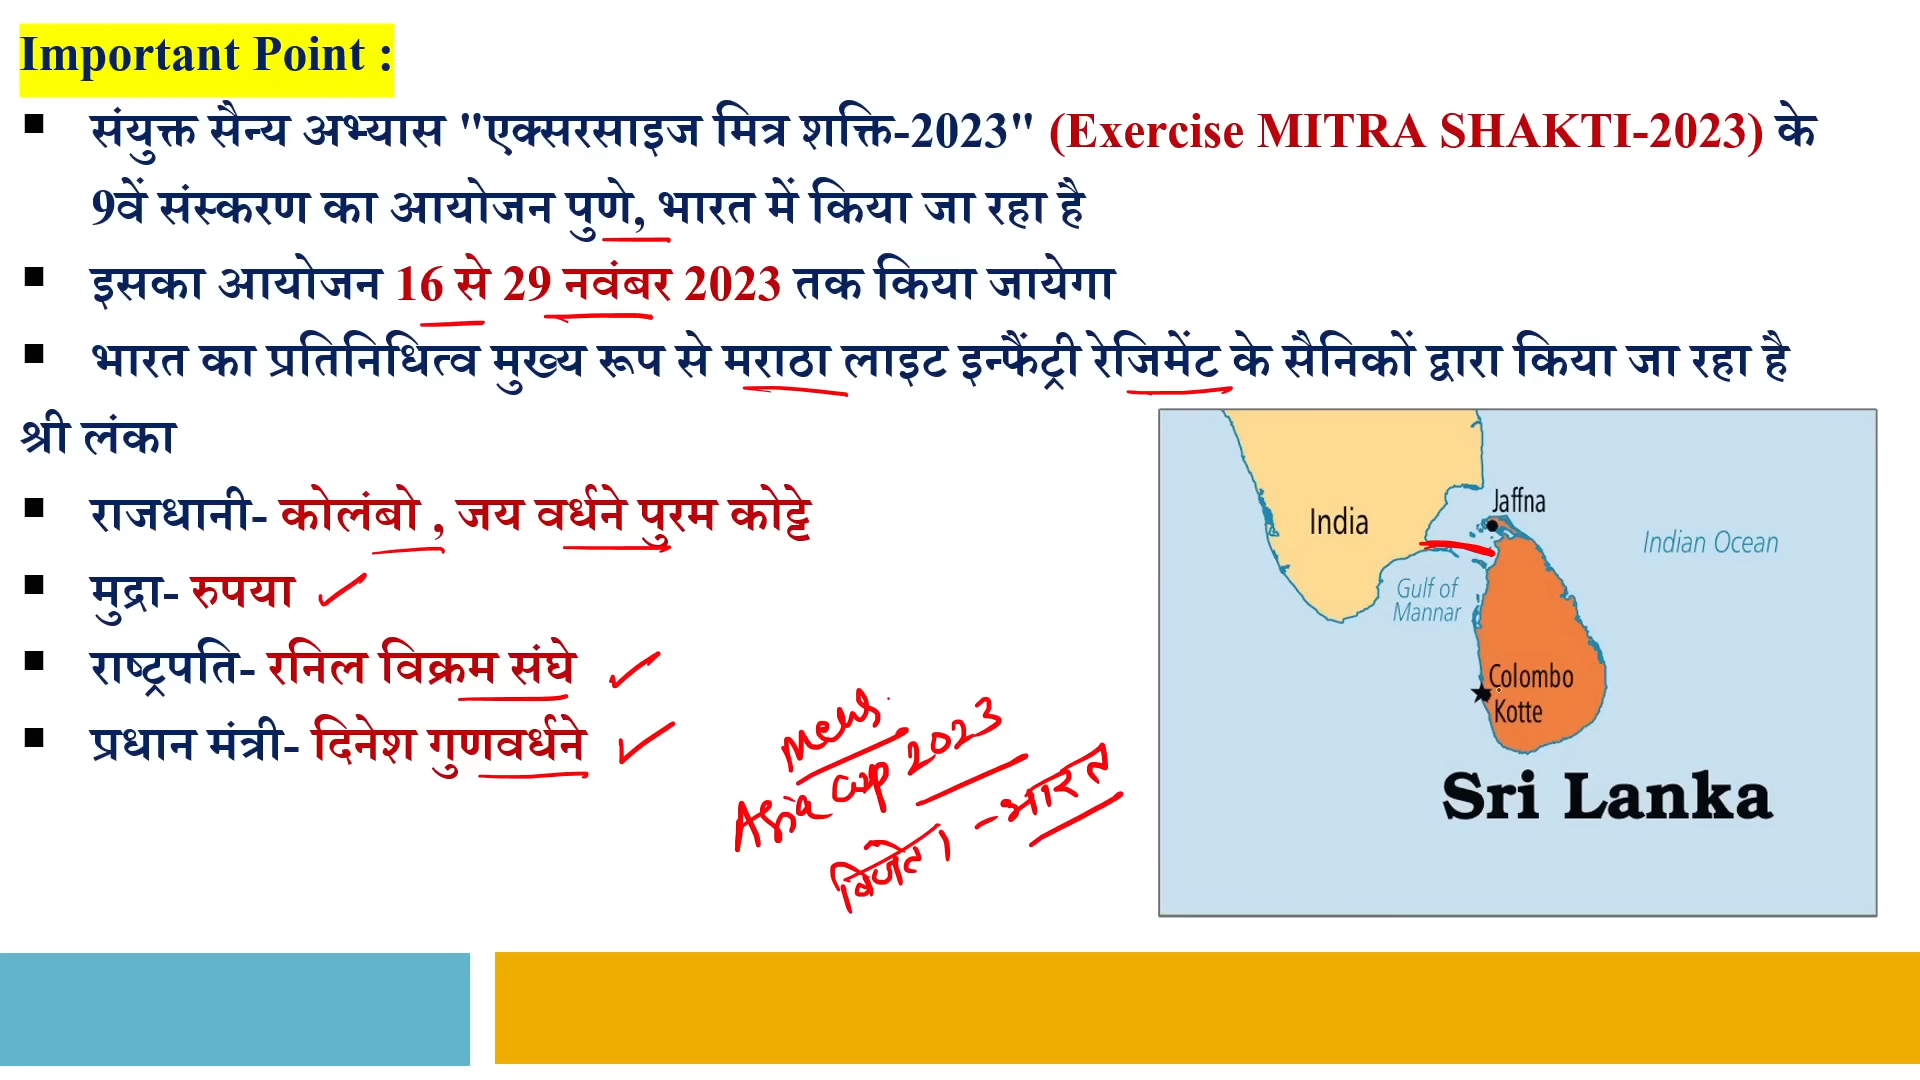 Important Point :
▪ संयुक्त सैन्य अभ्यास "एक्सरसाइज मित्र शक्ति-2023" (Exercise MITRA SHAKTI-2023) के
9वें संस्करण का आयोजन पुणे, भारत में किया जा रहा है
▪ इसका आयोजन 16 से 29 नवंबर 2023 तक किया जायेगा
▪ भारत का प्रतिनिधित्व मुख्य रूप से मराठा लाइट इन्फैंट्री रेजिमेंट के सैनिकों द्वारा किया जा रहा है
श्री लंका
▪ राजधानी- कोलंबो , जय वर्धने पुरम कोट्टे
▪ मुद्रा- रुपया
▪ राष्ट्रपति- रनिल विक्रम संघे
▪ प्रधान मंत्री- दिनेश गुणवर्धने
Mens
Asia Cup 2023
विजेता - भारत
Jaffna
India
Indian Ocean
Gulf of
Mannar
Colombo
Kotte
Sri Lanka